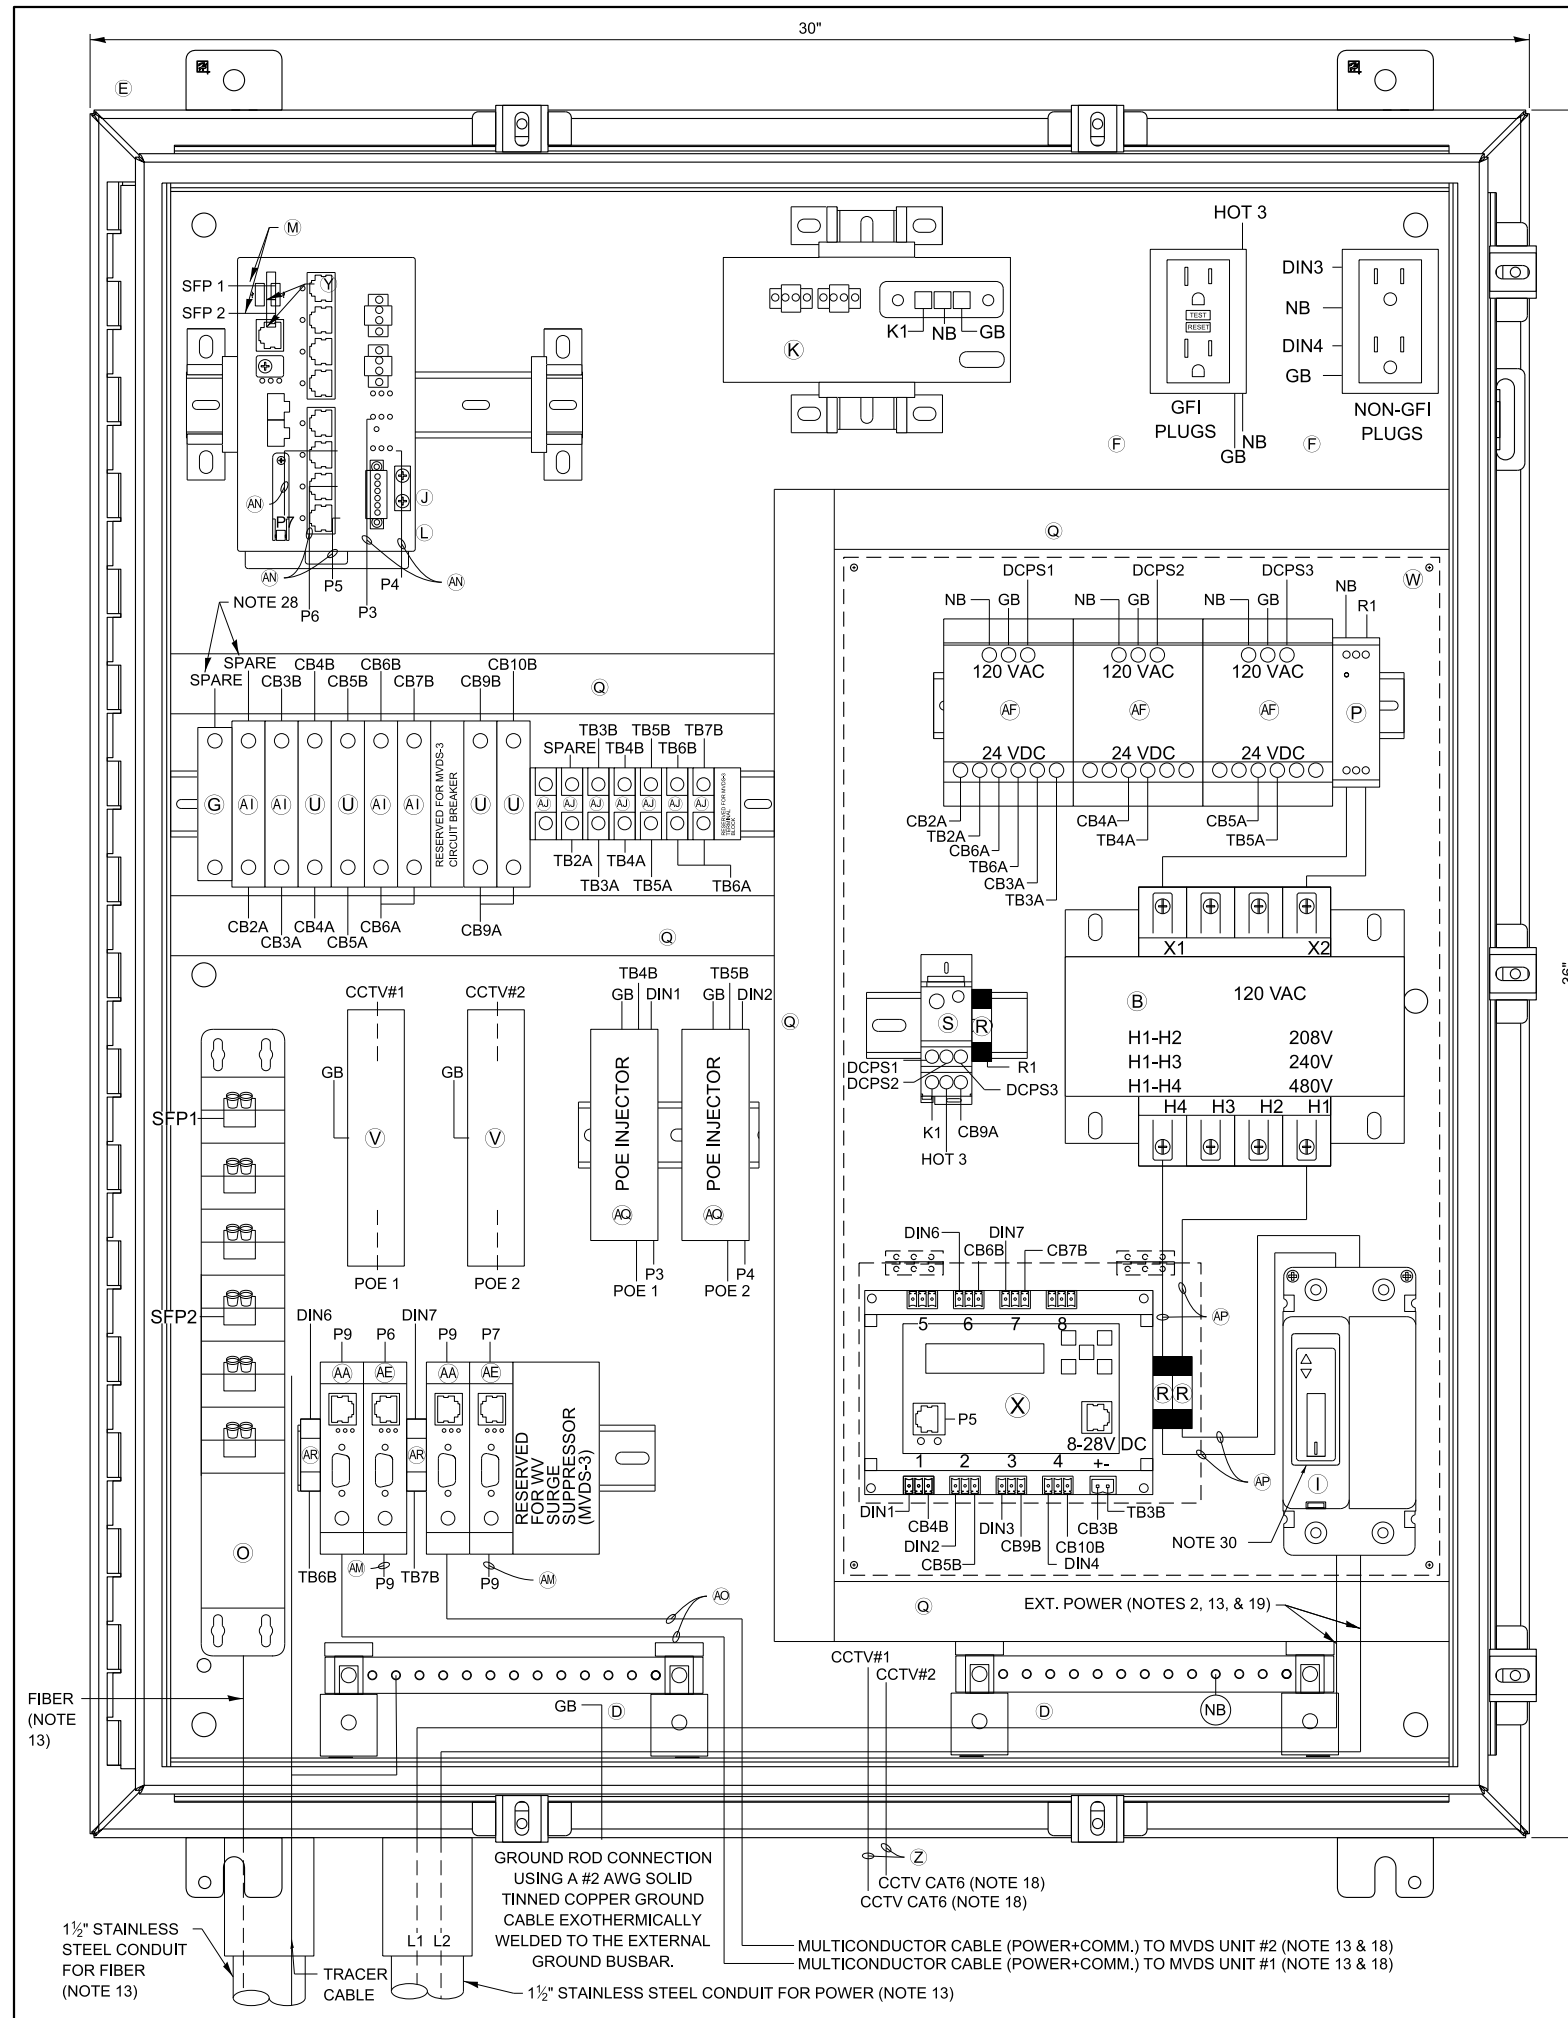 30"
E
HOT 3
M
SFP 1
Y
SFP 2
DIN3
NB
DIN4
GB
TEST
RESET
K1
NB
GB
K
GFI
PLUGS
NON-GFI
PLUGS
F
NB
GB
F
AN
P7
J
L
AN
P5
P4
AN
P6
P3
NOTE 28
Q
DCPS1
DCPS2
DCPS3
NB
W
NB
GB
NB
GB
NB
GB
R1
SPARE
CB4B
CB6B
CB10B
SPARE
CB3B
CB5B
CB7B
CB9B
Q
120 VAC
120 VAC
120 VAC
AF
AF
AF
P
24 VDC
24 VDC
24 VDC
TB3B
TB5B
TB7B
SPARE
TB4B
TB6B
G
AI
AI
U
U
AI
AI
RESERVED FOR MVDS-3
CIRCUIT BREAKER
U
U
AJ
AJ
AJ
AJ
AJ
AJ
AJ
RESERVED FOR MVDS-3
TERMINAL
BLOCK
CB2A
TB2A
CB6A
TB6A
CB3A
TB3A
CB4A
TB4A
CB5A
TB5A
TB2A
TB4A
TB3A
TB5A
TB6A
CB2A
CB4A
CB6A
CB9A
CB3A
CB5A
Q
X1
X2
36"
CCTV#1
CCTV#2
TB4B
TB5B
GB
DIN1
GB
DIN2
Q
S
R
B
120 VAC
H1-H2
208V
H1-H3
240V
H1-H4
480V
H4
H3
H2
H1
GB
GB
POE INJECTOR
POE INJECTOR
DCPS1
DCPS2
R1
DCPS3
SFP1
V
V
K1
CB9A
HOT 3
AQ
AQ
DIN6
DIN7
CB6B
CB7B
POE 1
POE 2
P3
POE 1
P4
POE 2
SFP2
DIN6
DIN7
P9
P6
P9
P7
AP
5
6
7
8
AA
AE
AA
AE
X
R
R
P5
8-28V DC
AR
AR
RESERVED
FOR WV
SURGE
SUPPRESSOR
(MVDS-3)
1
2
3
4
+-
AP
I
DIN1
CB4B
DIN2
CB5B
DIN3
CB9B
CB10B
DIN4
CB3B
TB3B
NOTE 30
O
TB6B
AM
P9
TB7B
P9
AM
AO
Q
EXT. POWER (NOTES 2, 13, & 19)
CCTV#1
CCTV#2
FIBER
(NOTE
13)
GB
D
D
NB
GROUND ROD CONNECTION
USING A #2 AWG SOLID
TINNED COPPER GROUND
CABLE EXOTHERMICALLY
WELDED TO THE EXTERNAL
GROUND BUSBAR.
Z
CCTV CAT6 (NOTE 18)
CCTV CAT6 (NOTE 18)
1½" STAINLESS
STEEL CONDUIT
FOR FIBER
(NOTE 13)
L1
L2
MULTICONDUCTOR CABLE (POWER+COMM.) TO MVDS UNIT #2 (NOTE 13 & 18)
MULTICONDUCTOR CABLE (POWER+COMM.) TO MVDS UNIT #1 (NOTE 13 & 18)
TRACER
CABLE
1½" STAINLESS STEEL CONDUIT FOR POWER (NOTE 13)